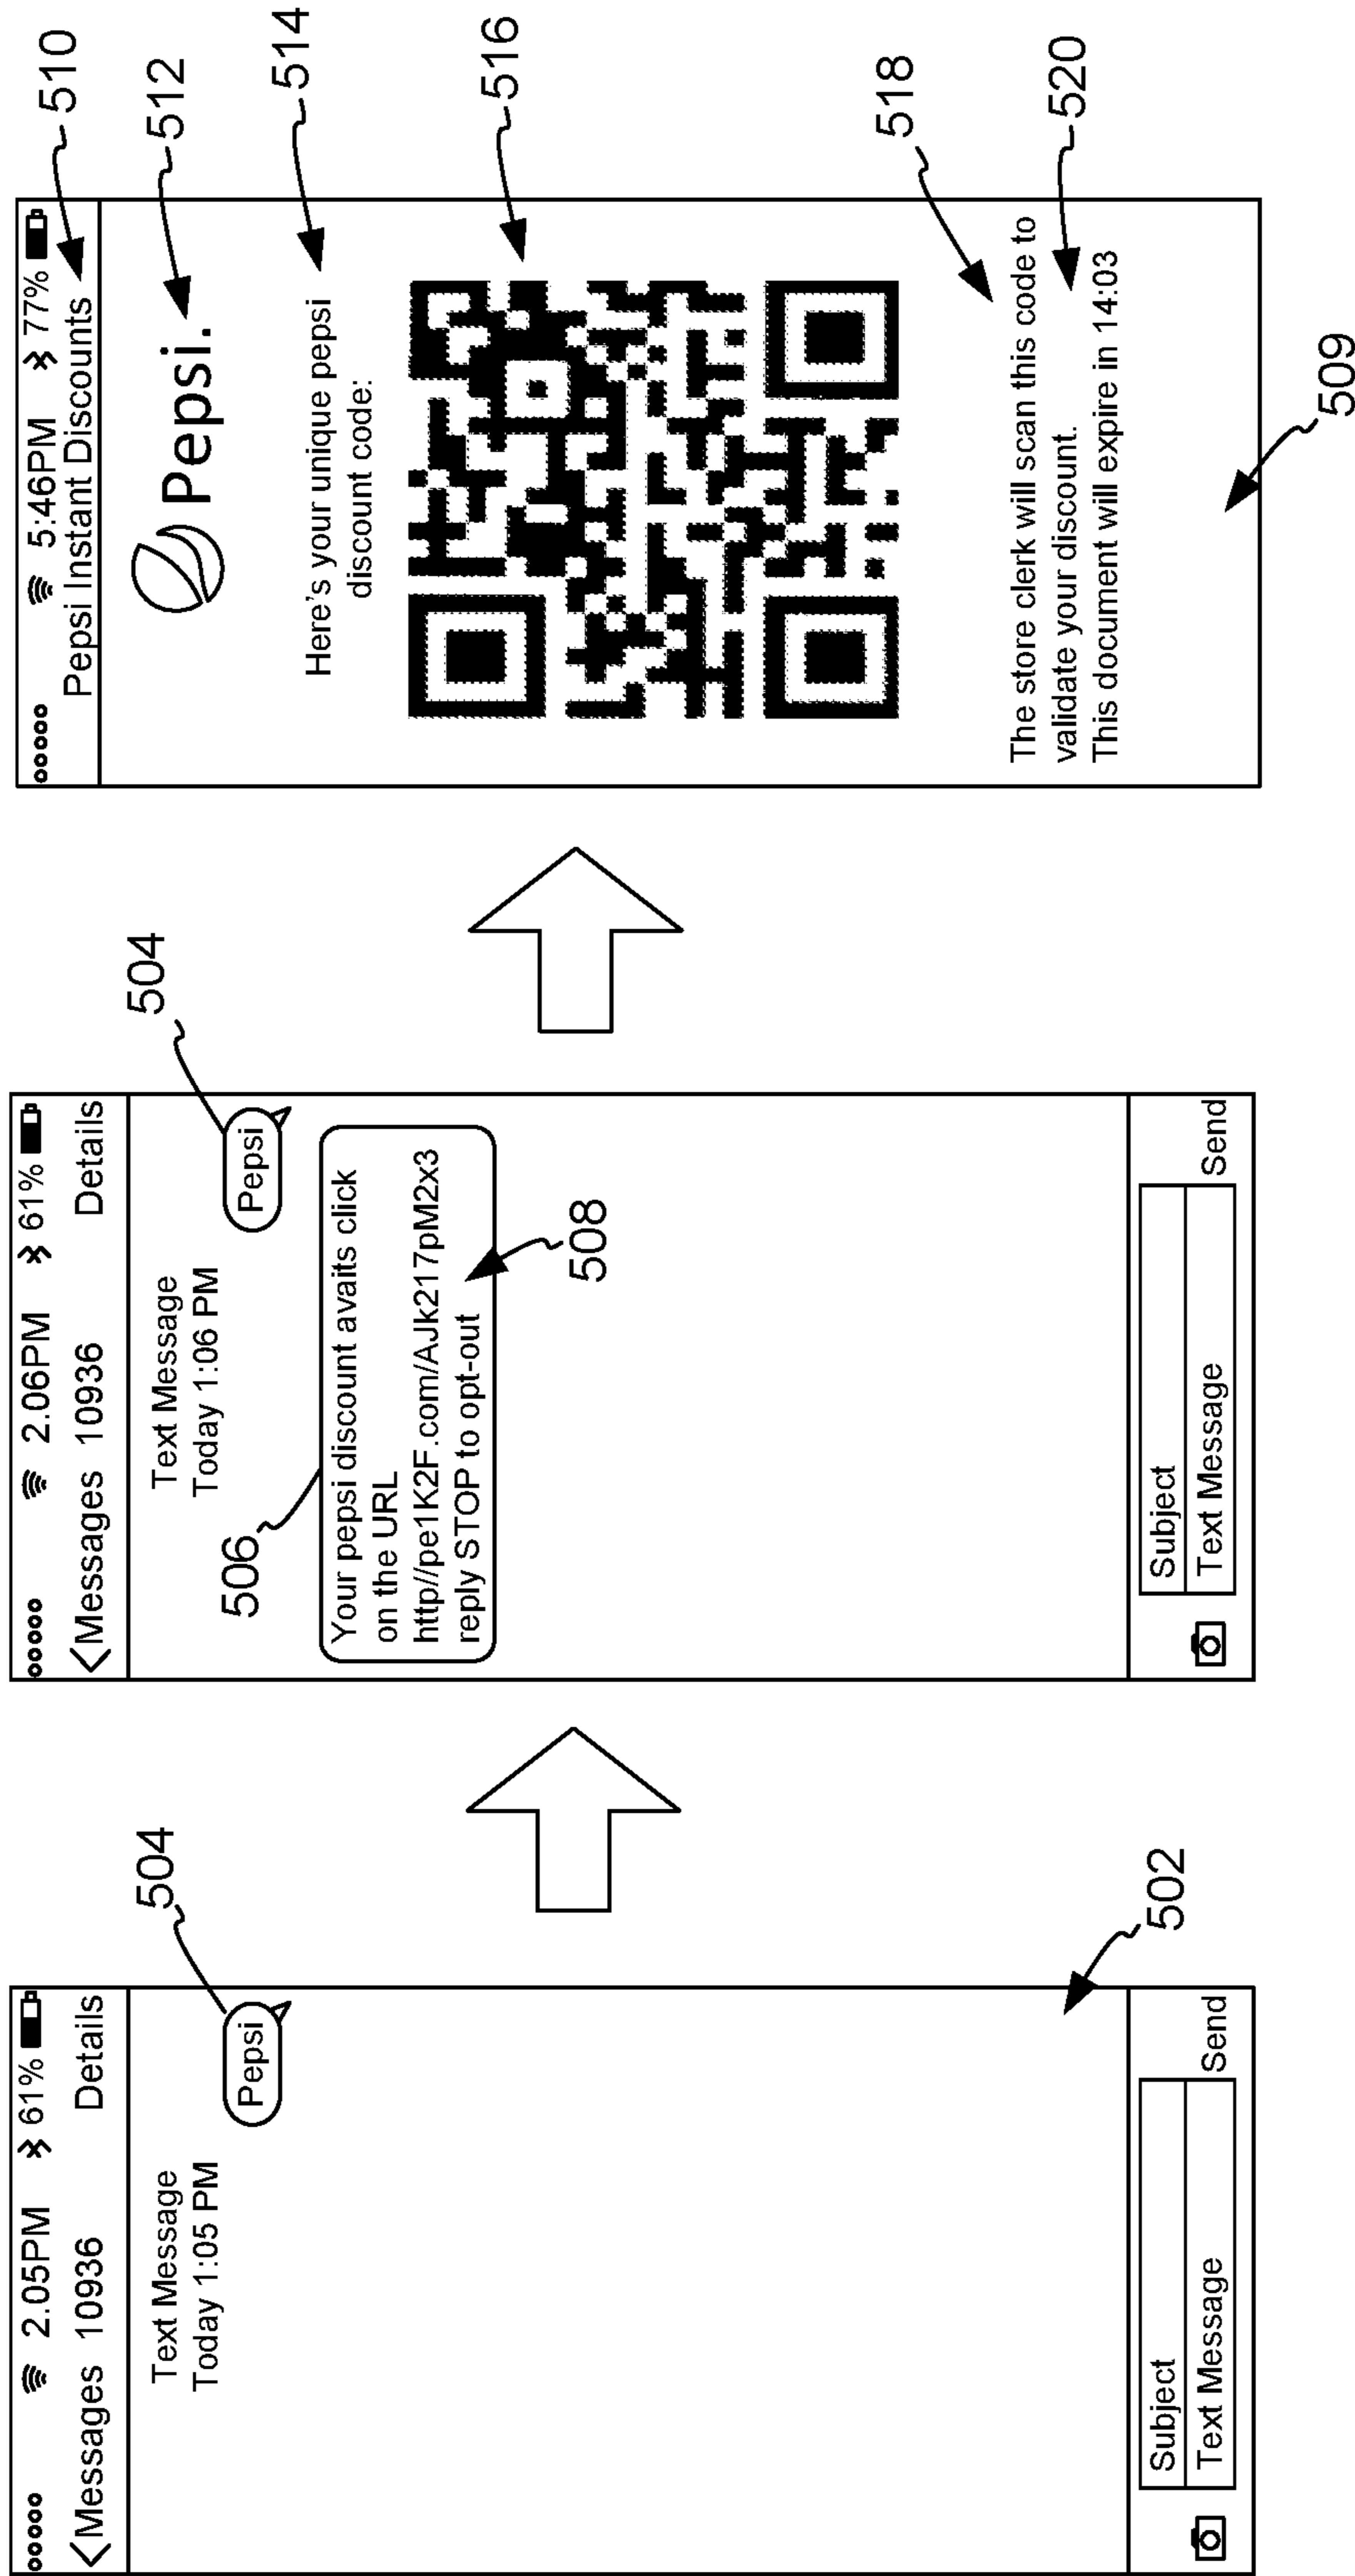 2.05PM 61%
Messages 10936 Details
Text Message
Today 1:05 PM
Pepsi
504
502
Subject
Text Message
Send
2.06PM 61%
Messages 10936 Details
Text Message
Today 1:06 PM
Pepsi
504
506
Your pepsi discount avaits click
on the URL
http//pe1K2F.com/AJk217pM2x3
reply STOP to opt-out
508
Subject
Text Message
Send
5:46PM 77%
Pepsi Instant Discounts
510
Pepsi.
512
Here's your unique pepsi
discount code:
514
516
The store clerk will scan this code to
validate your discount.
This document will expire in 14:03
518
520
509